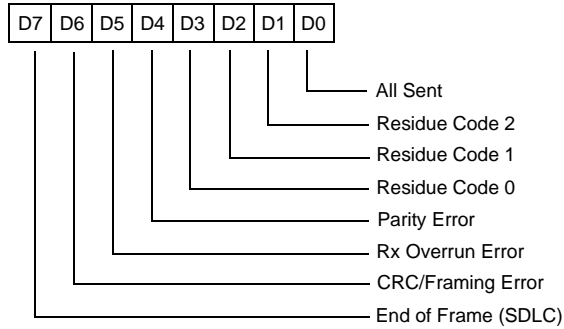 D7 D6 D5 D4 D3 D2 D1 D0
All Sent
Residue Code 2
Residue Code 1
Residue Code 0
Parity Error
Rx Overrun Error
CRC/Framing Error
End of Frame (SDLC)